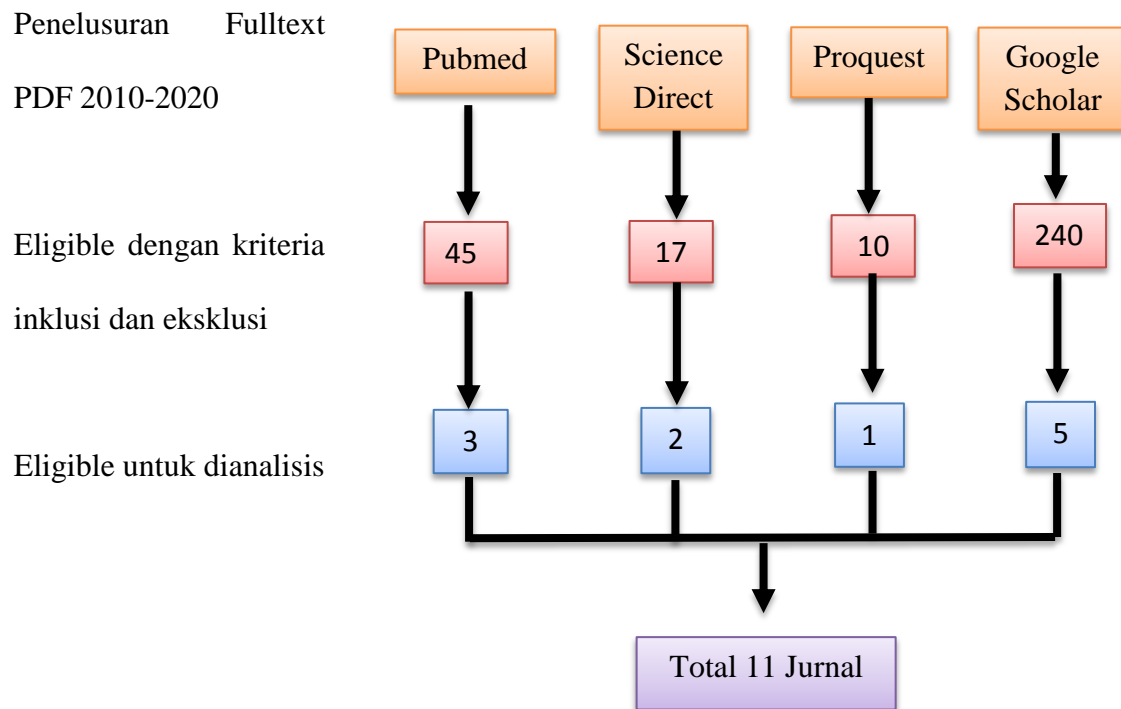 Penelusuran Fulltext
PDF 2010-2020
Pubmed
Science
Direct
Proquest
Google
Scholar
Eligible dengan kriteria
inklusi dan eksklusi
45
17
10
240
Eligible untuk dianalisis
3
2
1
5
Total 11 Jurnal